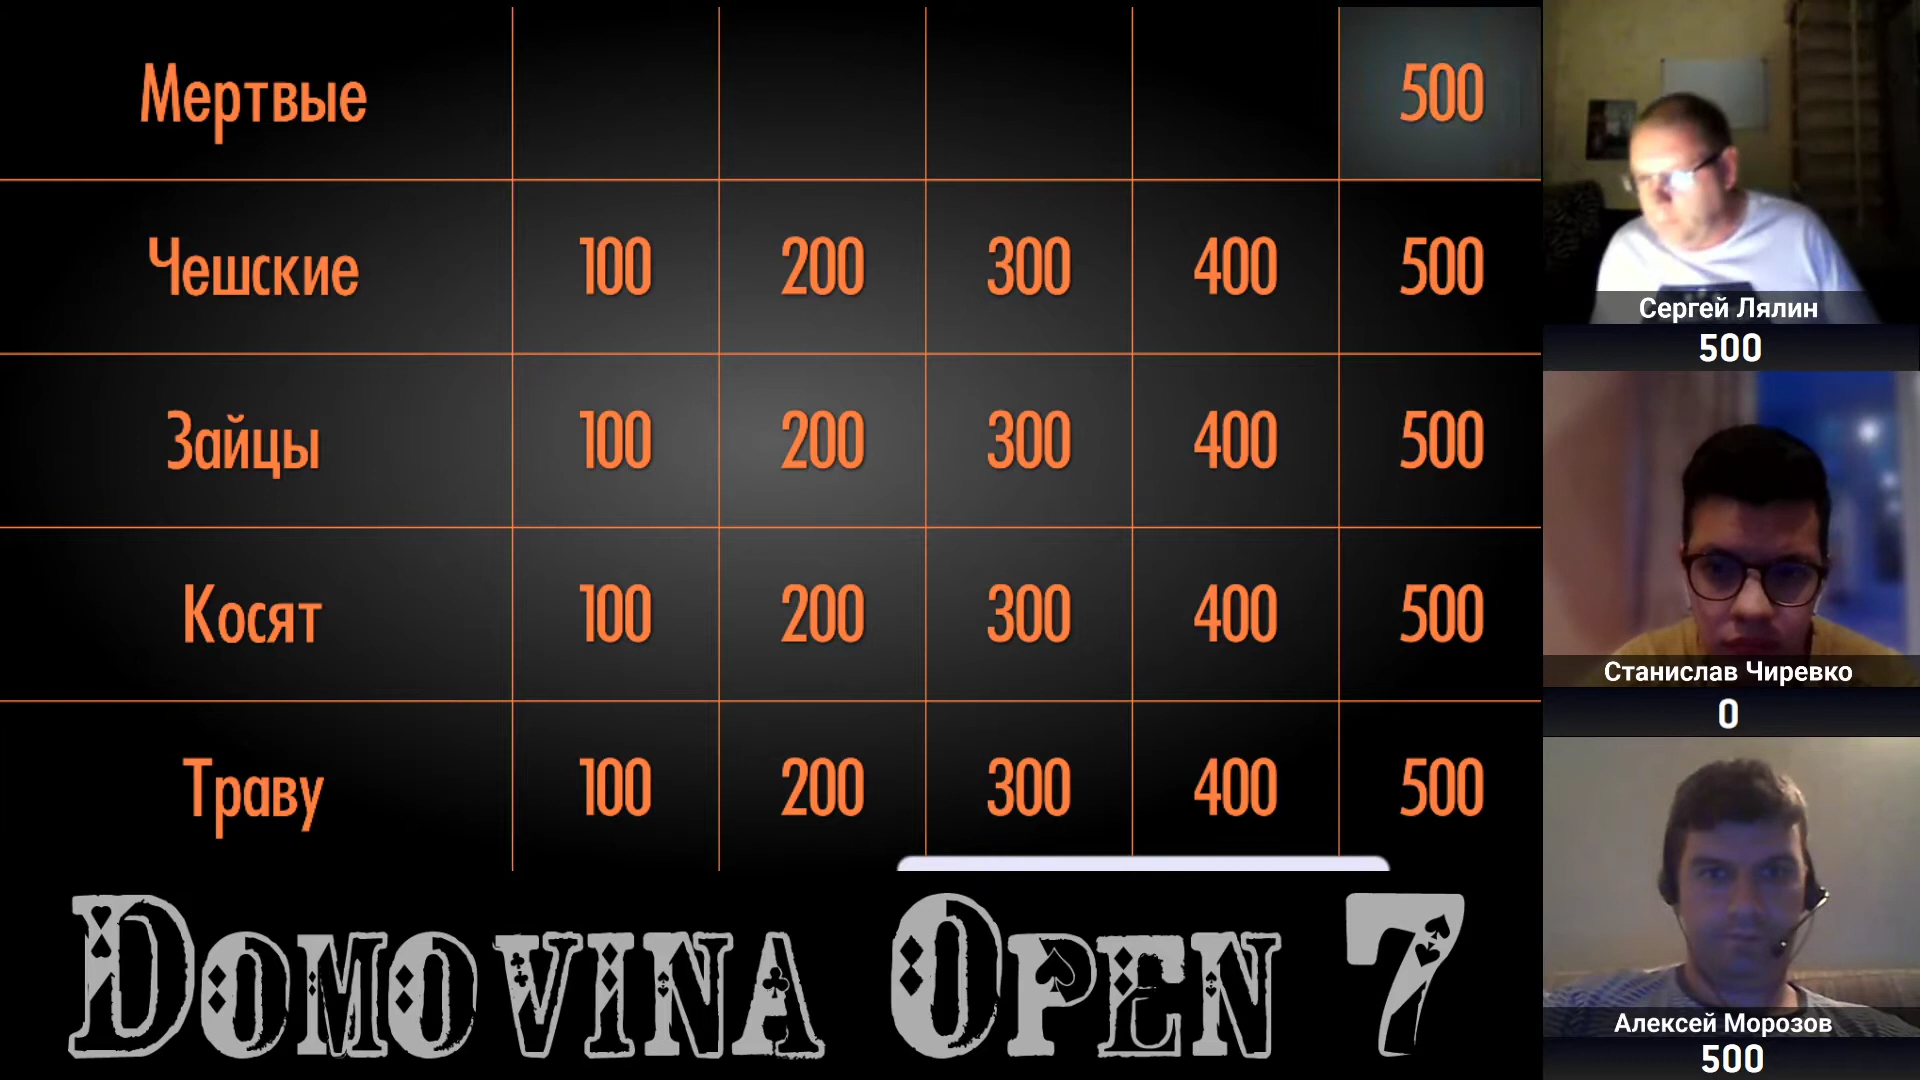 Мертвые 500
Чешские 100 200 300 400 500
Зайцы 100 200 300 400 500
Косят 100 200 300 400 500
Траву 100 200 300 400 500
Domovina Open 7
Сергей Лялин
500
Станислав Чиревко
0
Алексей Морозов
500